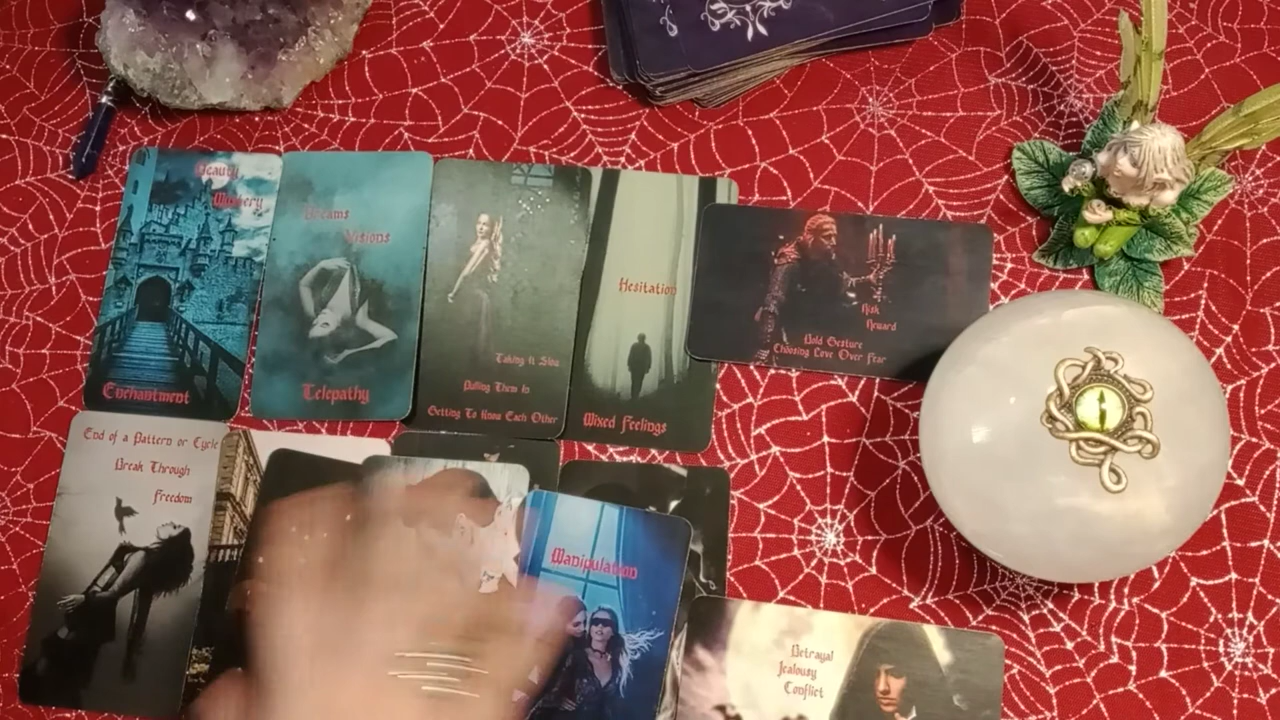 Beauty
Mystery
Enchantment
Dreams
Visions
Telepathy
Taking It Slow
Pulling Them In
Getting To Know Each Other
Hesitation
Mixed Feelings
Risk
Reward
Bold Gesture
Choosing Love Over Fear
End of a Pattern or Cycle
Break Through
Freedom
Manipulation
Betrayal
Jealousy
Conflict